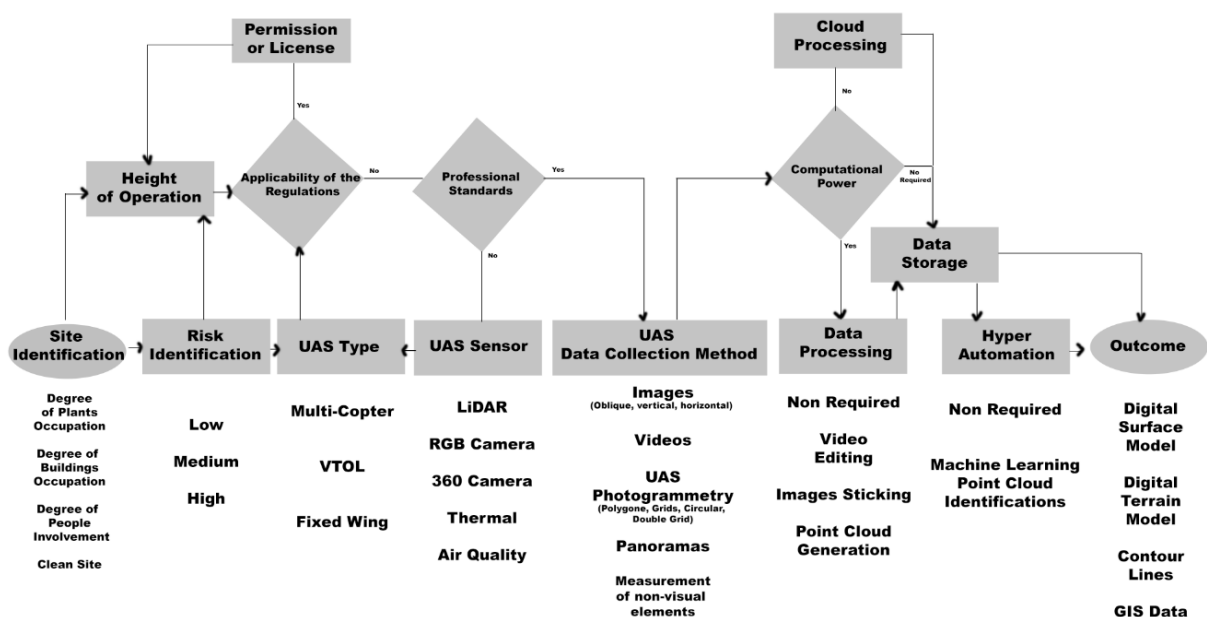 Permission
or License
Cloud
Processing
Yes
No
Height
of Operation
Applicability of the
Regulations
No
Professional
Standards
Yes
Computational
Power
No
Required
No
Yes
Data
Storage
Site
Identification
Risk
Identification
UAS Type
UAS Sensor
UAS
Data Collection Method
Data
Processing
Hyper
Automation
Outcome
Degree
of Plants
Occupation
Degree of
Buildings
Occupation
Degree of
People
Involvement
Clean Site
Low
Medium
High
Multi-Copter
VTOL
Fixed Wing
LiDAR
RGB Camera
360 Camera
Thermal
Air Quality
Images
(Oblique, vertical, horizontal)
Videos
UAS
Photogrammetry
(Polygone, Grids, Circular,
Double Grid)
Panoramas
Measurement
of non-visual
elements
Non Required
Video
Editing
Images Sticking
Point Cloud
Generation
Non Required
Machine Learning
Point Cloud
Identifications
Digital
Surface
Model
Digital
Terrain
Model
Contour
Lines
GIS Data